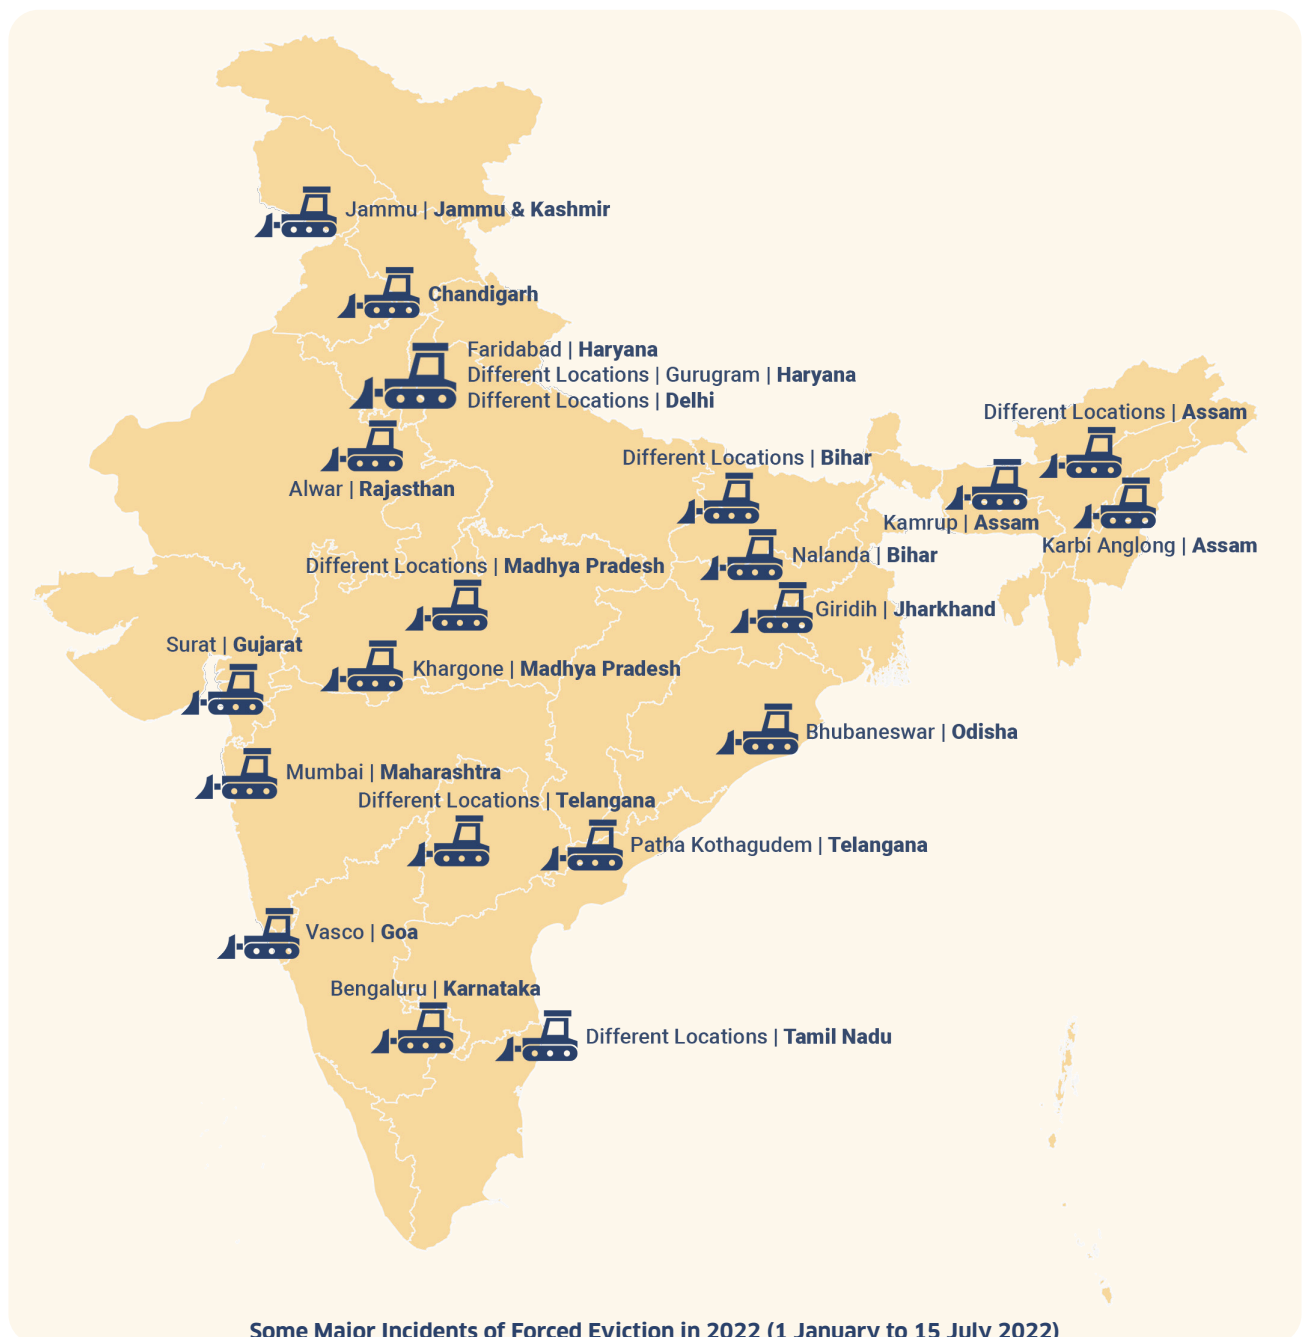 Jammu | Jammu & Kashmir
Chandigarh
Faridabad | Haryana
Different Locations | Gurugram | Haryana
Different Locations | Delhi
Different Locations | Assam
Different Locations | Bihar
Alwar | Rajasthan
Kamrup | Assam
Karbi Anglong | Assam
Nalanda | Bihar
Different Locations | Madhya Pradesh
Giridih | Jharkhand
Surat | Gujarat
Khargone | Madhya Pradesh
Bhubaneswar | Odisha
Mumbai | Maharashtra
Different Locations | Telangana
Patha Kothagudem | Telangana
Vasco | Goa
Bengaluru | Karnataka
Different Locations | Tamil Nadu
Some Major Incidents of Forced Eviction in 2022 (1 January to 15 July 2022)